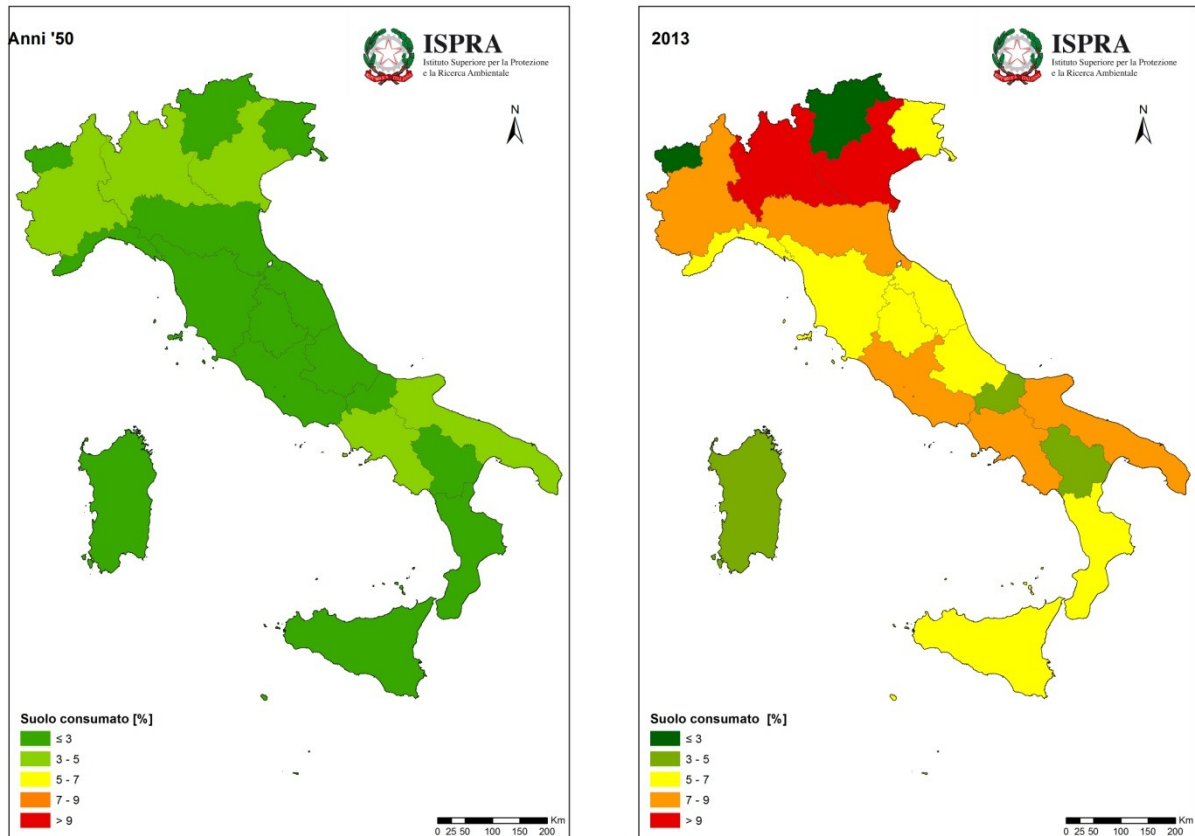 Anni '50
ISPRA
Istituto Superiore per la Protezione
e la Ricerca Ambientale
N
Suolo consumato [%]
≤ 3
3 - 5
5 - 7
7 - 9
> 9
Km
0 25 50 100 150 200
2013
ISPRA
Istituto Superiore per la Protezione
e la Ricerca Ambientale
N
Suolo consumato [%]
≤ 3
3 - 5
5 - 7
7 - 9
> 9
Km
0 25 50 100 150 200